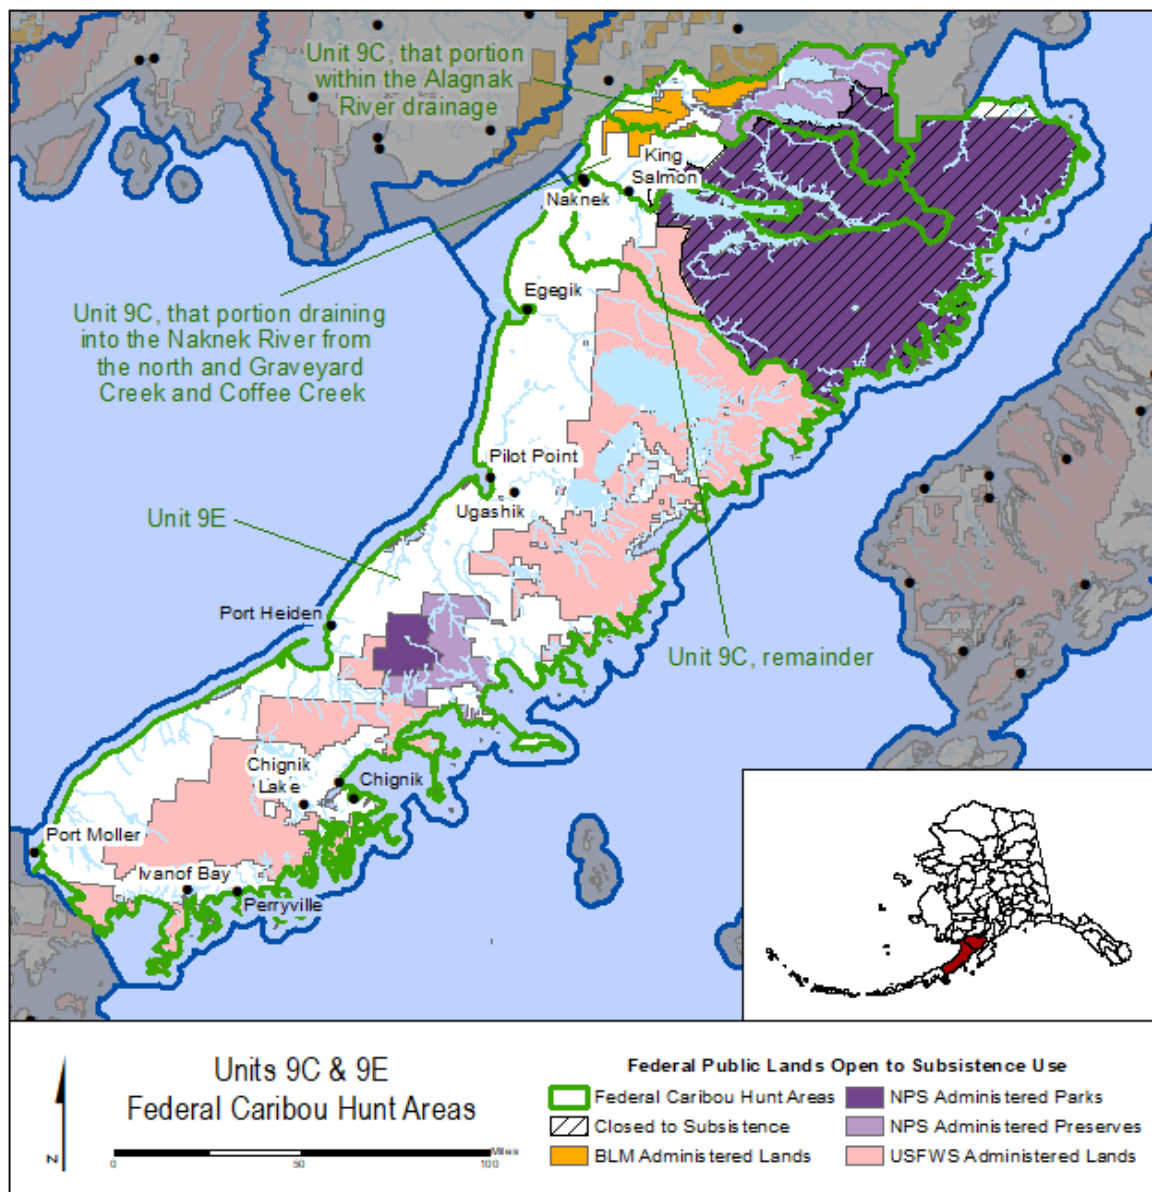 Unit 9C, that portion
within the Alagnak
River drainage
King
Salmon
Naknek
Egegik
Unit 9C, that portion draining
into the Naknek River from
the north and Graveyard
Creek and Coffee Creek
Pilot Point
Ugashik
Unit 9E
Port Heiden
Unit 9C, remainder
Chignik
Lake
Chignik
Port Moller
Ivanof Bay
Perryville
Units 9C & 9E
Federal Caribou Hunt Areas
N
0
50
100
Miles
Federal Public Lands Open to Subsistence Use
Federal Caribou Hunt Areas
Closed to Subsistence
BLM Administered Lands
NPS Administered Parks
NPS Administered Preserves
USFWS Administered Lands